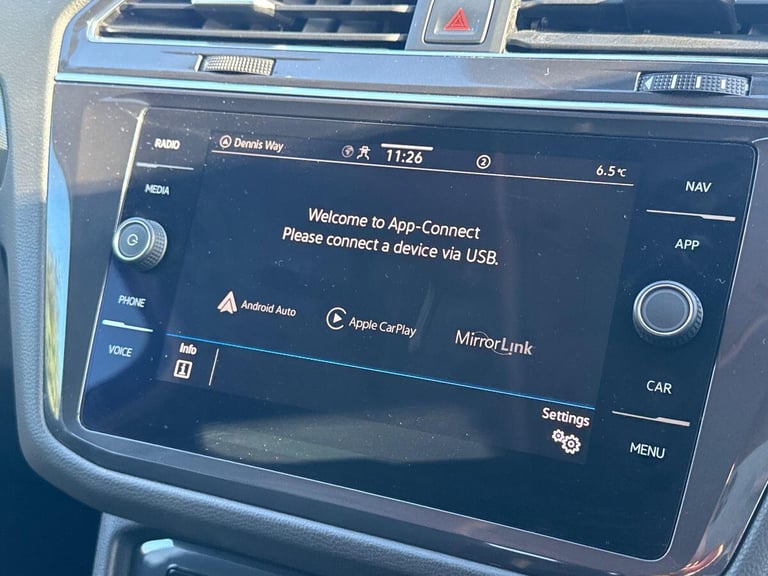 RADIO
MEDIA
PHONE
VOICE
Dennis Way
11:26
2
6.5°C
Welcome to App-Connect
Please connect a device via USB.
Android Auto
Apple CarPlay
MirrorLink
Info
i
Settings
NAV
APP
CAR
MENU